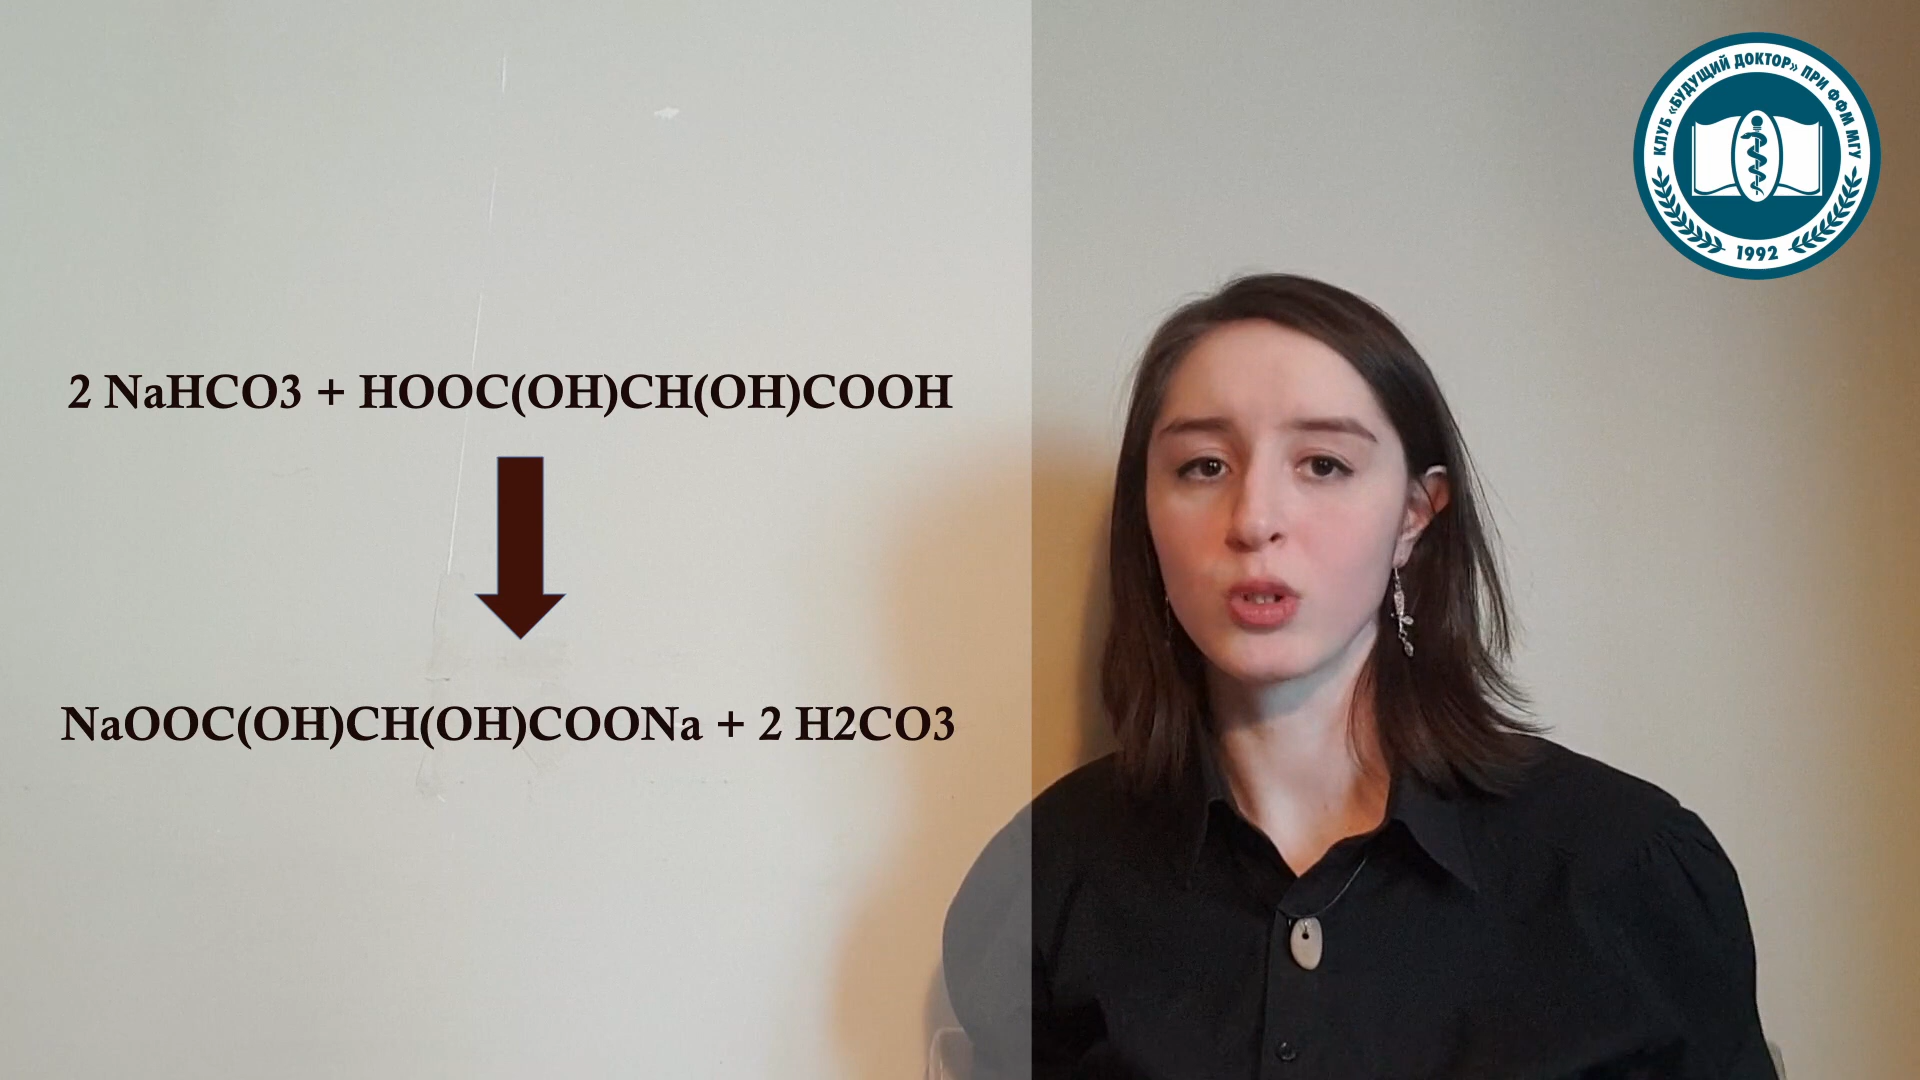 2 NaHCO3 + HOOC(OH)CH(OH)COOH
NaOOC(OH)CH(OH)COONa + 2 H2CO3
КЛУБ «БУДУЩИЙ ДОКТОР» ПРИ ФФМ МГУ
1992